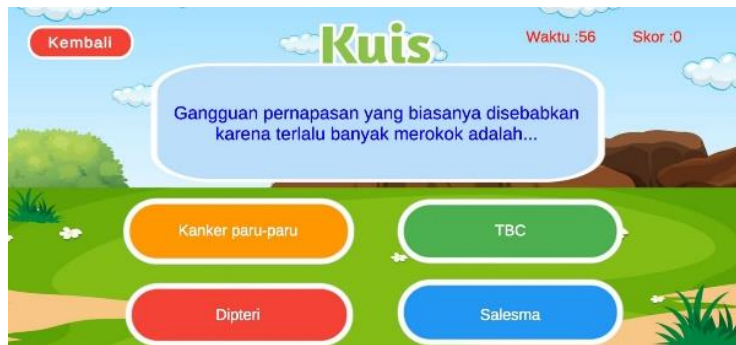 Kembali
Kuis
Waktu :56
Skor :0
Gangguan pernapasan yang biasanya disebabkan
karena terlalu banyak merokok adalah...
Kanker paru-paru
TBC
Dipteri
Salesma